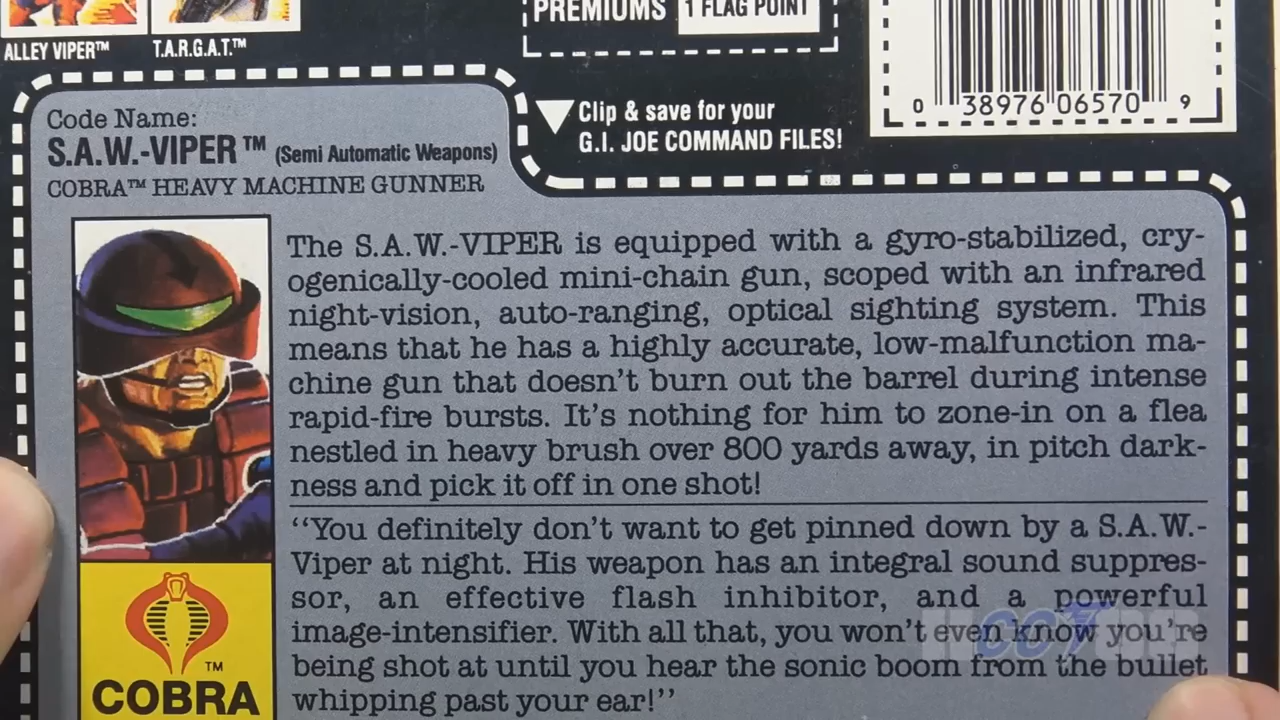 ALLEY VIPER™
T.A.R.G.A.T.™
PREMIUMS
1 FLAG POINT
0 38976 06570 9
Clip & save for your
G.I. JOE COMMAND FILES!
Code Name:
S.A.W.-VIPER™ (Semi Automatic Weapons)
COBRA™ HEAVY MACHINE GUNNER
The S.A.W.-VIPER is equipped with a gyro-stabilized, cry-
ogenically-cooled mini-chain gun, scoped with an infrared
night-vision, auto-ranging, optical sighting system. This
means that he has a highly accurate, low-malfunction ma-
chine gun that doesn't burn out the barrel during intense
rapid-fire bursts. It's nothing for him to zone-in on a flea
nestled in heavy brush over 800 yards away, in pitch dark-
ness and pick it off in one shot!
"You definitely don't want to get pinned down by a S.A.W.-
Viper at night. His weapon has an integral sound suppres-
sor, an effective flash inhibitor, and a powerful
image-intensifier. With all that, you won't even know you're
being shot at until you hear the sonic boom from the bullet
whipping past your ear!"
™
COBRA